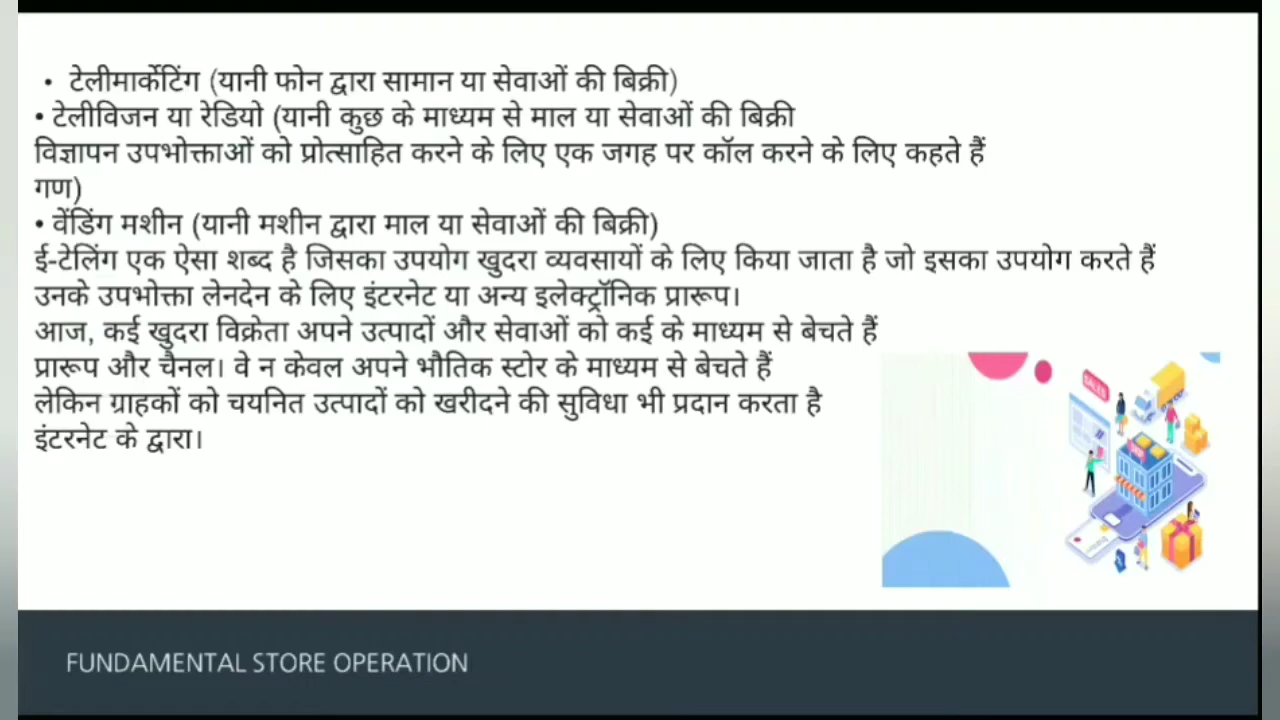 • टेलीमार्केटिंग (यानी फोन द्वारा सामान या सेवाओं की बिक्री)
• टेलीविजन या रेडियो (यानी कुछ के माध्यम से माल या सेवाओं की बिक्री
विज्ञापन उपभोक्ताओं को प्रोत्साहित करने के लिए एक जगह पर कॉल करने के लिए कहते हैं
गण)
• वेंडिंग मशीन (यानी मशीन द्वारा माल या सेवाओं की बिक्री)
ई-टेलिंग एक ऐसा शब्द है जिसका उपयोग खुदरा व्यवसायों के लिए किया जाता है जो इसका उपयोग करते हैं
उनके उपभोक्ता लेनदेन के लिए इंटरनेट या अन्य इलेक्ट्रॉनिक प्रारूप।
आज, कई खुदरा विक्रेता अपने उत्पादों और सेवाओं को कई के माध्यम से बेचते हैं
प्रारूप और चैनल। वे न केवल अपने भौतिक स्टोर के माध्यम से बेचते हैं
लेकिन ग्राहकों को चयनित उत्पादों को खरीदने की सुविधा भी प्रदान करता है
इंटरनेट के द्वारा।
SALES
FUNDAMENTAL STORE OPERATION